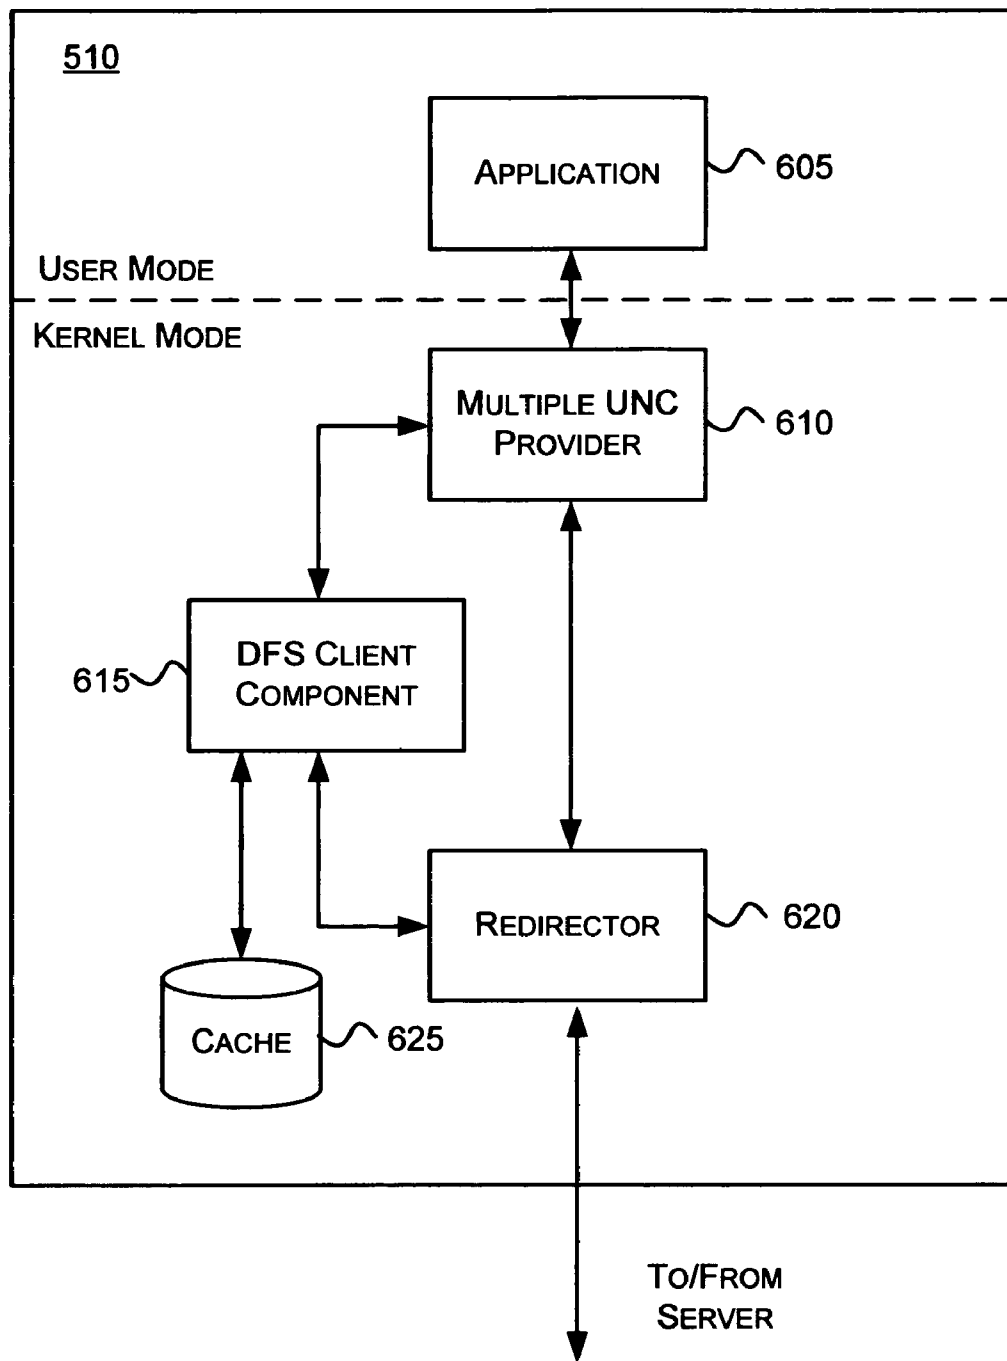 510
APPLICATION
605
USER MODE
KERNEL MODE
MULTIPLE UNC
PROVIDER
610
DFS CLIENT
COMPONENT
615
REDIRECTOR
620
CACHE
625
TO/FROM
SERVER